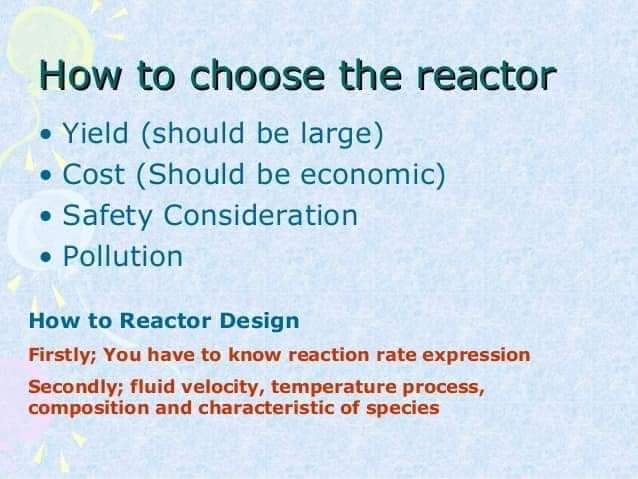 How to choose the reactor
• Yield (should be large)
• Cost (Should be economic)
• Safety Consideration
• Pollution
How to Reactor Design
Firstly; You have to know reaction rate expression
Secondly; fluid velocity, temperature process,
composition and characteristic of species